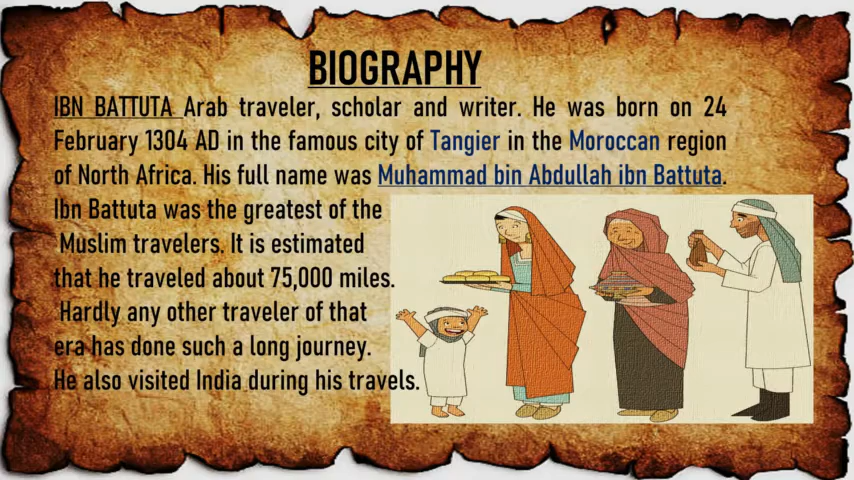 BIOGRAPHY
IBN BATTUTA Arab traveler, scholar and writer. He was born on 24
February 1304 AD in the famous city of Tangier in the Moroccan region
of North Africa. His full name was Muhammad bin Abdullah ibn Battuta.
Ibn Battuta was the greatest of the
Muslim travelers. It is estimated
that he traveled about 75,000 miles.
Hardly any other traveler of that
era has done such a long journey.
He also visited India during his travels.